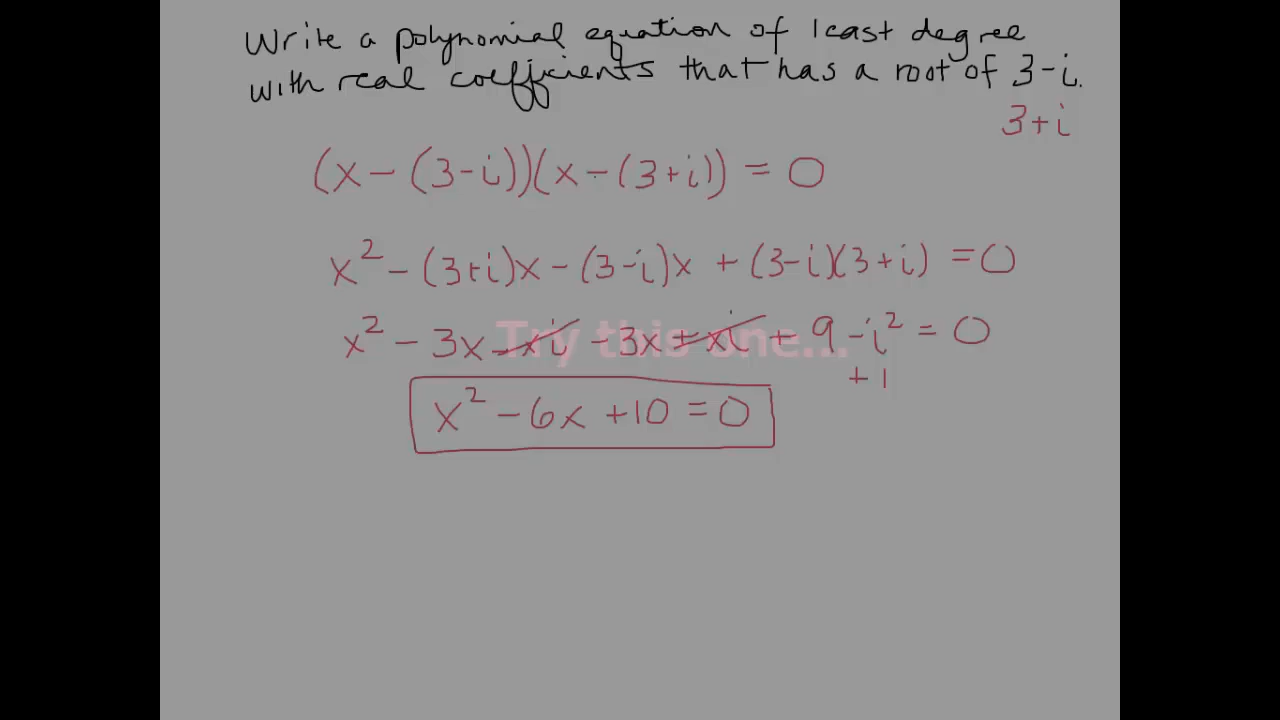 Write a polynomial equation of least degree
with real coefficients that has a root of 3-i.
3+i
(x-(3-i))(x-(3+i)) = 0
x² - (3+i)x - (3-i)x + (3-i)(3+i) = 0
x² - 3x - xi - 3x + xi + 9 - i² = 0
Try this one...
+1
x² - 6x + 10 = 0